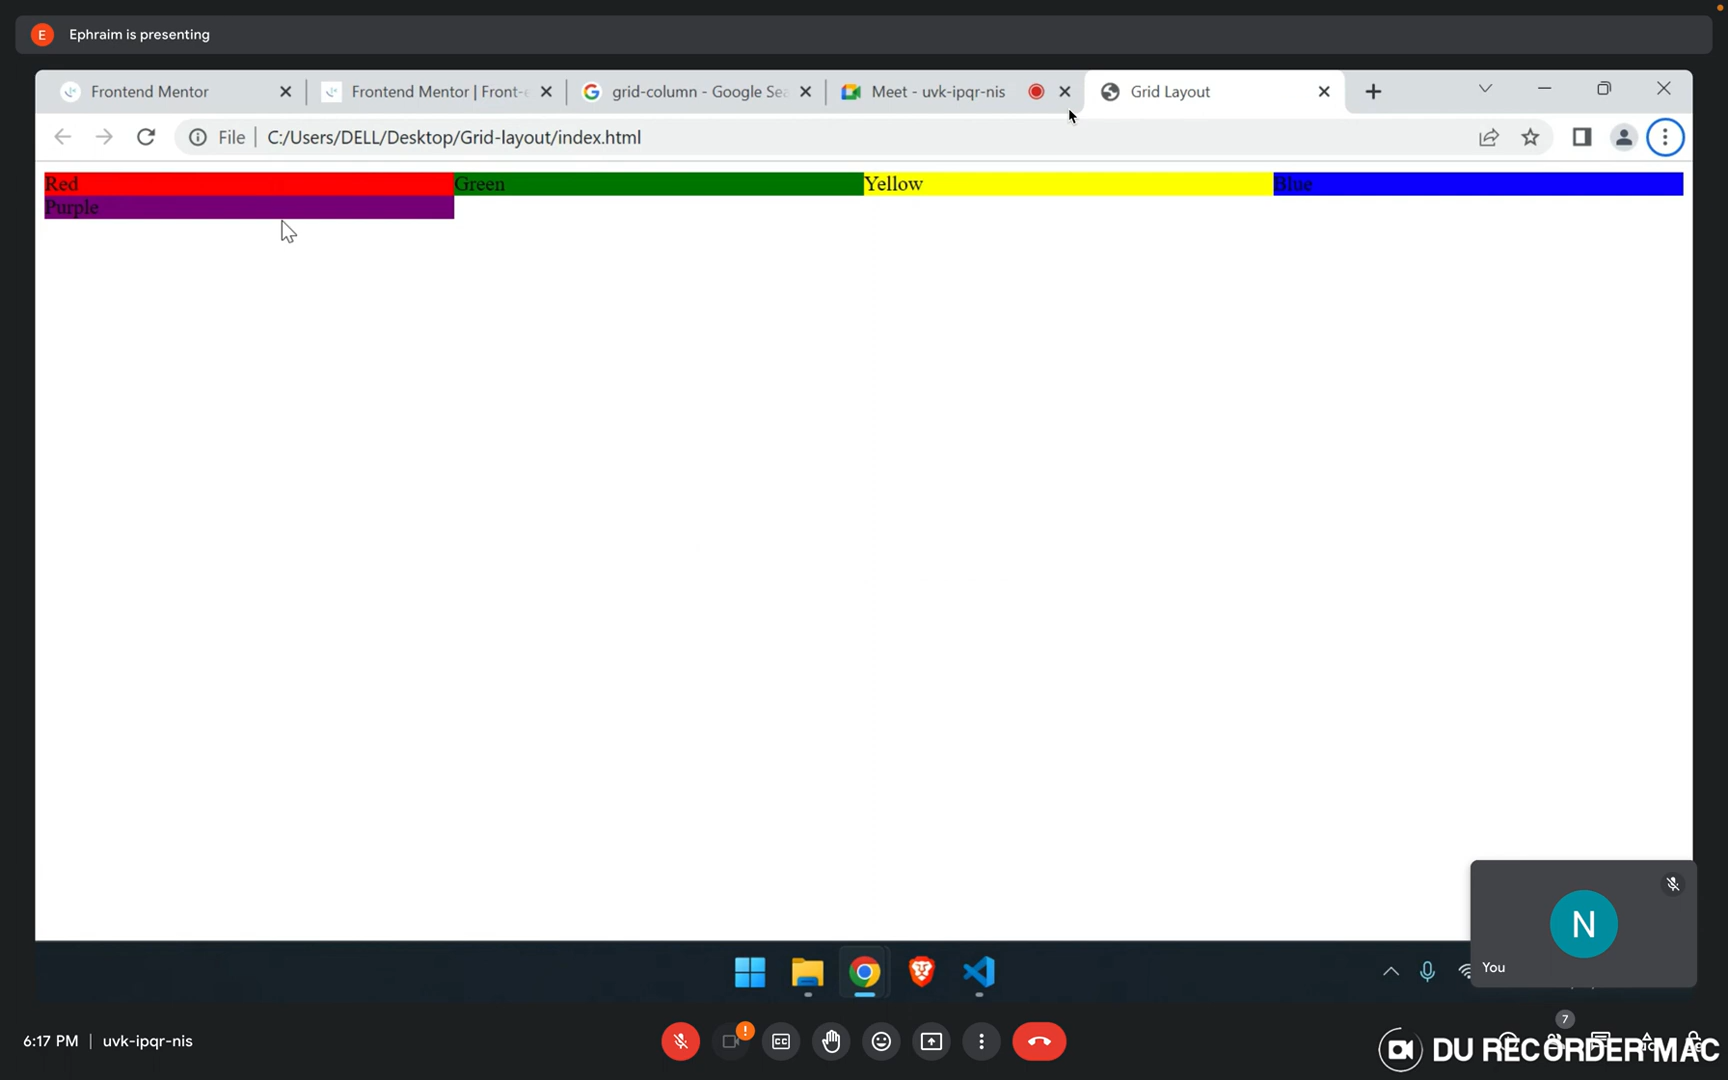 E Ephraim is presenting
Frontend Mentor
Frontend Mentor | Front-e
grid-column - Google Sea
Meet - uvk-ipqr-nis
Grid Layout
File | C:/Users/DELL/Desktop/Grid-layout/index.html
Red Green Yellow Blue
Purple
N
You
6:17 PM | uvk-ipqr-nis
CC
7
DU RECORDER MAC